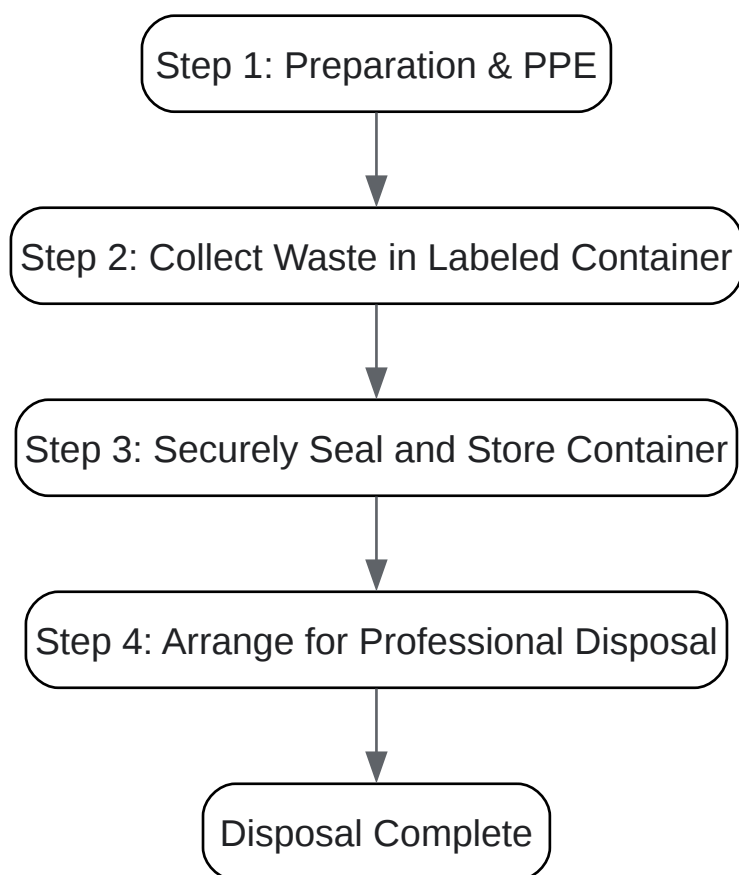 Step 1: Preparation & PPE
Step 2: Collect Waste in Labeled Container
Step 3: Securely Seal and Store Container
Step 4: Arrange for Professional Disposal
Disposal Complete